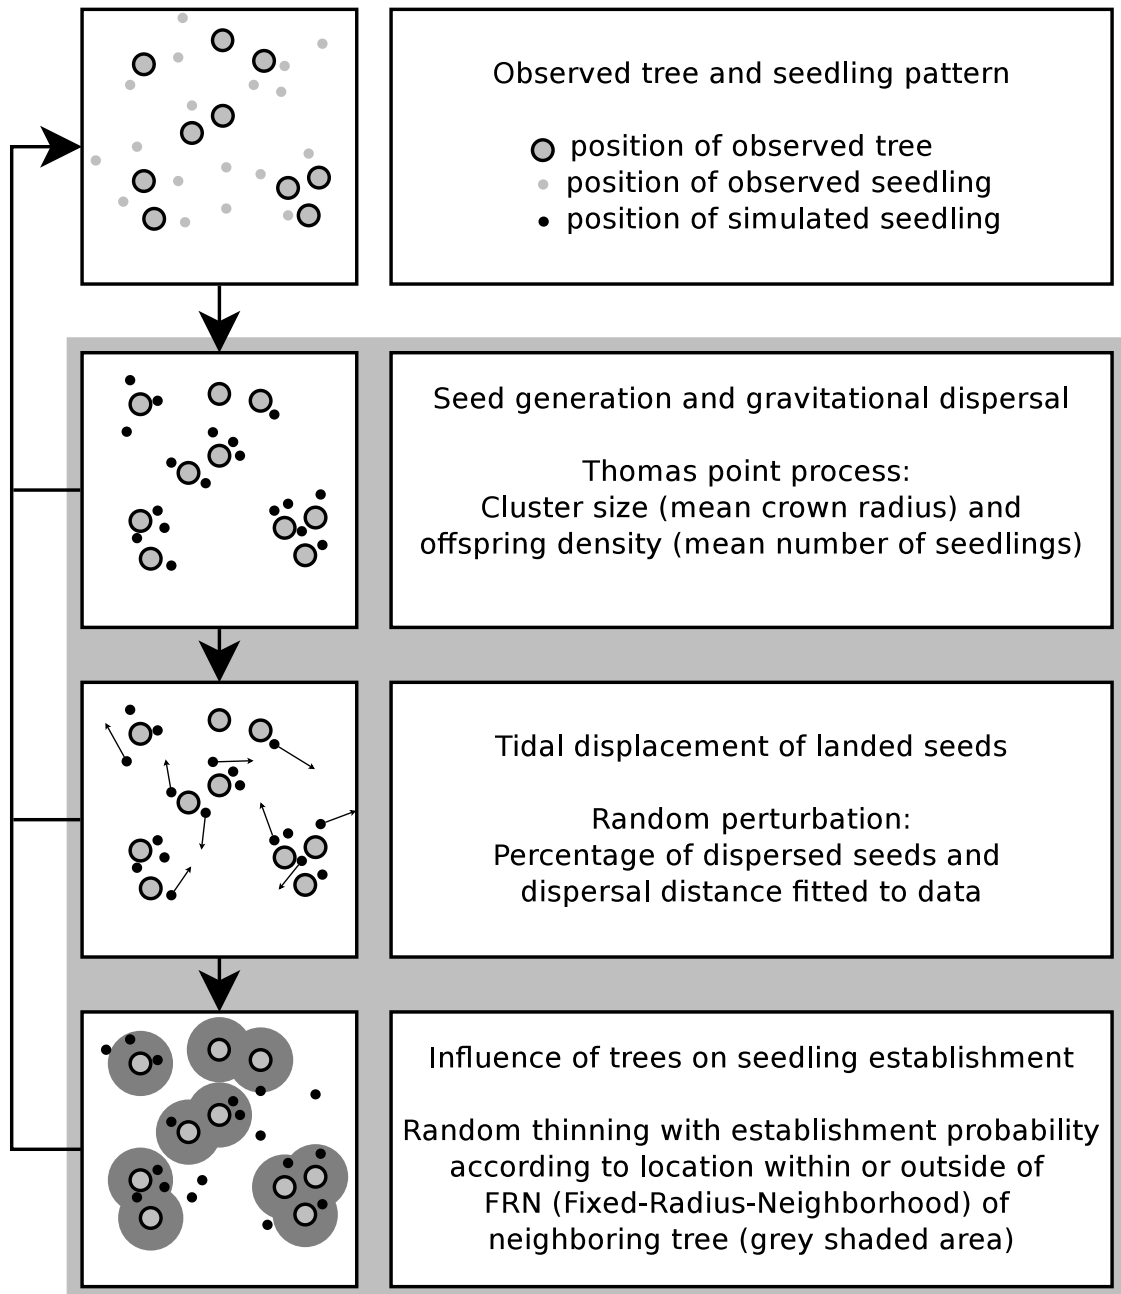 Observed tree and seedling pattern
position of observed tree
position of observed seedling
position of simulated seedling
Seed generation and gravitational dispersal
Thomas point process:
Cluster size (mean crown radius) and
offspring density (mean number of seedlings)
Tidal displacement of landed seeds
Random perturbation:
Percentage of dispersed seeds and
dispersal distance fitted to data
Influence of trees on seedling establishment
Random thinning with establishment probability
according to location within or outside of
FRN (Fixed-Radius-Neighborhood) of
neighboring tree (grey shaded area)